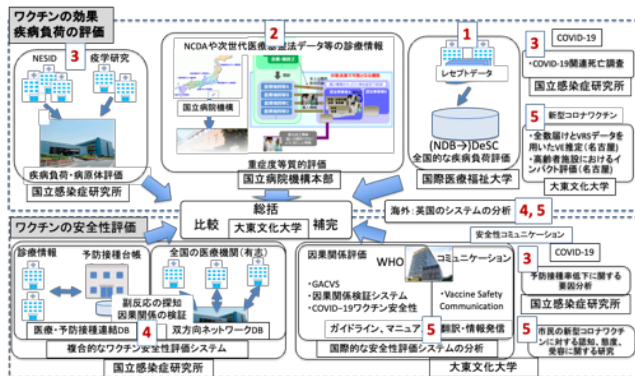 ワクチンの効果
疾病負荷の評価
NESID
3
疫学研究
疾病負荷・病原体評価
国立感染症研究所
2
NCDAや次世代医療基盤法データ等の診療情報
国立病院機構
重症度等質的評価
国立病院機構本部
1
レセプトデータ
(NDB→)DeSC
全国的な疾病負荷評価
国際医療福祉大学
3
COVID-19
・COVID-19関連死亡調査
国立感染症研究所
5
新型コロナワクチン
・全数届けとVRSデータを
用いたVE推定(名古屋)
・高齢者施設におけるイ
ンパクト評価(名古屋)
大東文化大学
総括
比較
大東文化大学
補完
海外:英国のシステムの分析
4, 5
ワクチンの安全性評価
診療情報
予防接種台帳
全国の医療機関(有志)
副反応の探知
因果関係の検証
医療・予防接種連結DB
4
双方向ネットワークDB
複合的なワクチン安全性評価システム
国立感染症研究所
因果関係評価
WHO
コミュニケーション
・GACVS
・因果関係検証システム
・COVID-19ワクチン安全性
・Vaccine Safety
Communication
ガイドライン、マニュア
5
翻訳・情報発信
国際的な安全性評価システムの分析
大東文化大学
安全性コミュニケーション
3
COVID-19
予防接種率低下に関する
要因分析
国立感染症研究所
5
市民の新型コロナワクチ
ンに対する認知、態度、
受容に関する研究